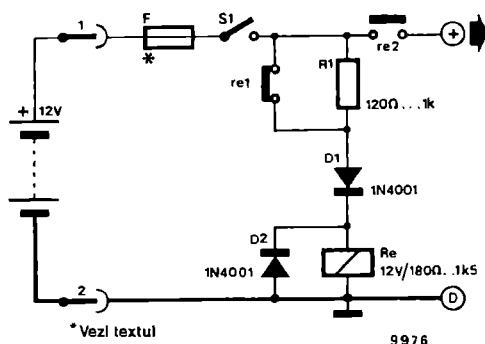 1
F
*
S1
re2
+
re1
R1
120Ω...1k
+ 12V
D1
1N4001
D2
1N4001
Re
12V/180Ω..1k5
2
D
* Vezi textul
9976